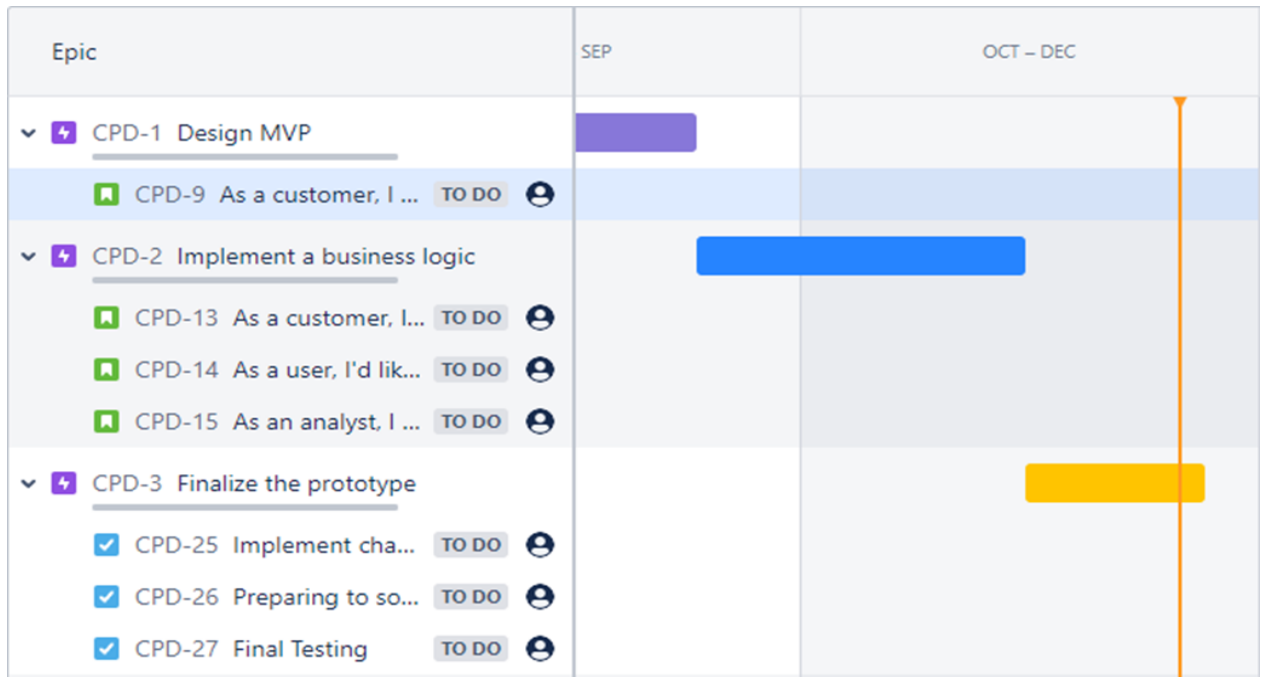 Epic
SEP
OCT – DEC
CPD-1 Design MVP
CPD-9 As a customer, I ... TO DO
CPD-2 Implement a business logic
CPD-13 As a customer, I... TO DO
CPD-14 As a user, I'd lik... TO DO
CPD-15 As an analyst, I ... TO DO
CPD-3 Finalize the prototype
CPD-25 Implement cha... TO DO
CPD-26 Preparing to so... TO DO
CPD-27 Final Testing TO DO